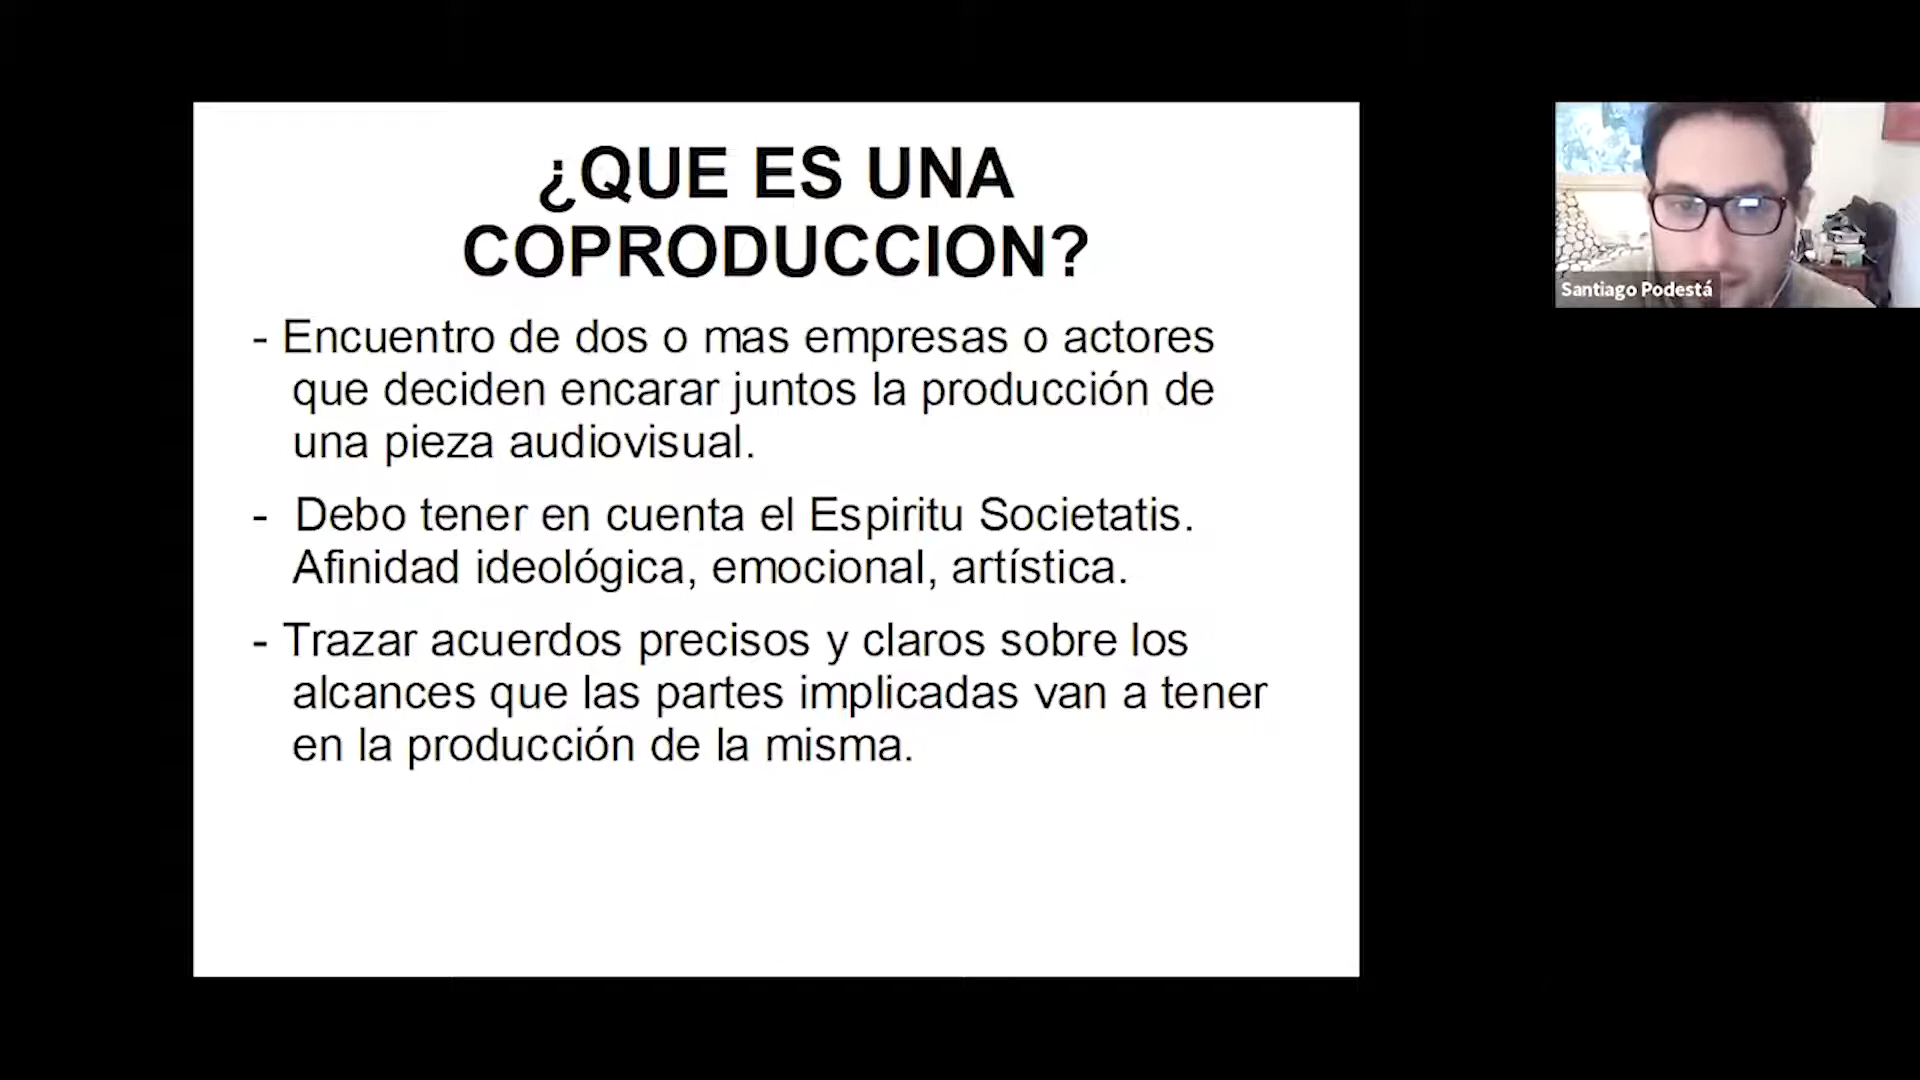 ¿QUE ES UNA
COPRODUCCION?
- Encuentro de dos o mas empresas o actores
que deciden encarar juntos la producción de
una pieza audiovisual.
- Debo tener en cuenta el Espiritu Societatis.
Afinidad ideológica, emocional, artística.
- Trazar acuerdos precisos y claros sobre los
alcances que las partes implicadas van a tener
en la producción de la misma.
Santiago Podestá